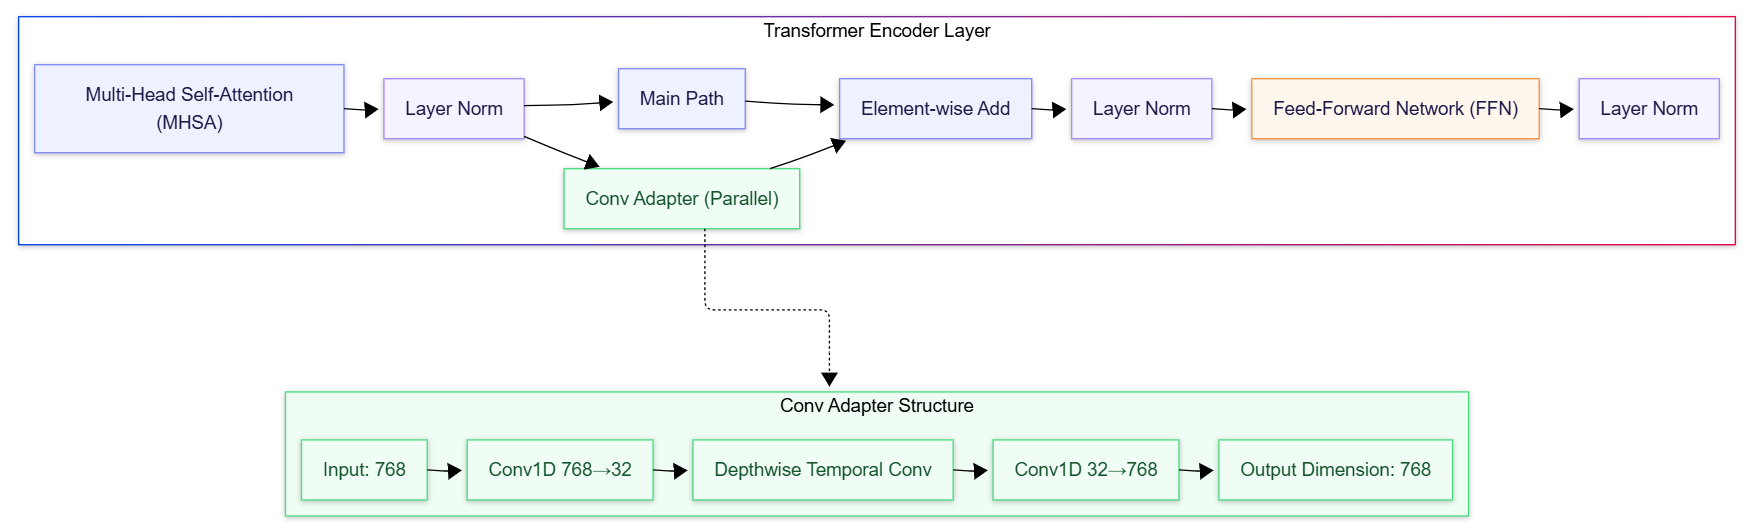 Transformer Encoder Layer
Multi-Head Self-Attention
(MHSA)
Layer Norm
Main Path
Conv Adapter (Parallel)
Element-wise Add
Layer Norm
Feed-Forward Network (FFN)
Layer Norm
Conv Adapter Structure
Input: 768
Conv1D 768→32
Depthwise Temporal Conv
Conv1D 32→768
Output Dimension: 768